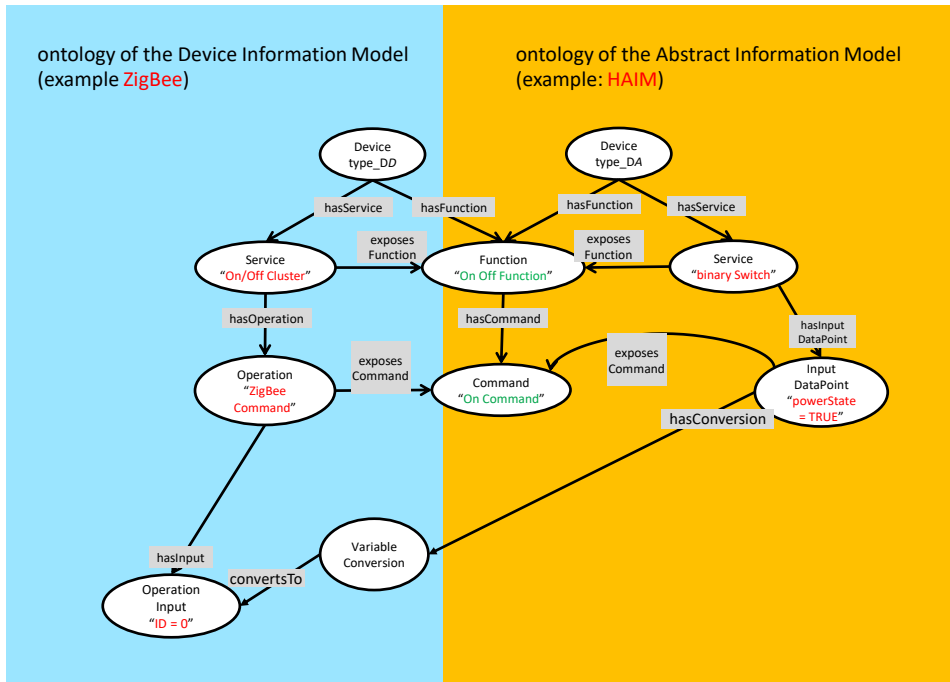 ontology of the Device Information Model
(example ZigBee)
ontology of the Abstract Information Model
(example: HAIM)
Device
type_DD
Device
type_DA
hasService
hasFunction
hasFunction
hasService
exposes
Function
exposes
Function
Service
“On/Off Cluster”
Function
“On Off Function”
Service
“binary Switch”
hasOperation
hasCommand
hasInput
DataPoint
exposes
Command
exposes
Command
Operation
“ZigBee
Command”
Command
“On Command”
Input
DataPoint
“powerState
= TRUE”
hasConversion
Variable
Conversion
hasInput
convertsTo
Operation
Input
“ID = 0”